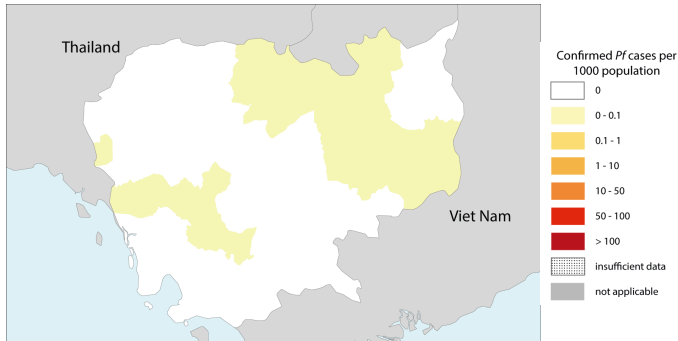 Thailand
Viet Nam
Confirmed Pf cases per
1000 population
0
0 - 0.1
0.1 - 1
1 - 10
10 - 50
50 - 100
> 100
insufficient data
not applicable